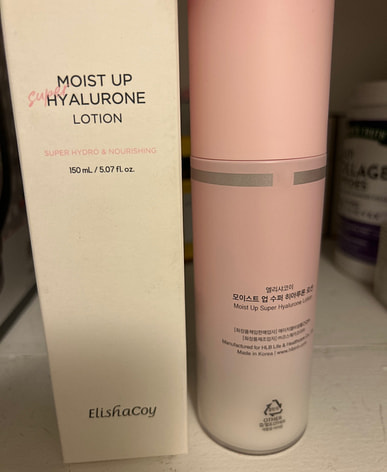 MOIST UP
Super
HYALURONE
LOTION
SUPER HYDRO & NOURISHING
150 mL / 5.07 fl. oz.
ElishaCoy
엘리샤코이
모이스트 업 수퍼 히아루론 로션
Moist Up Super Hyalurone Lotion
Manufactured for HLB Life & Healthcare
Made in Korea | www.
OTHER